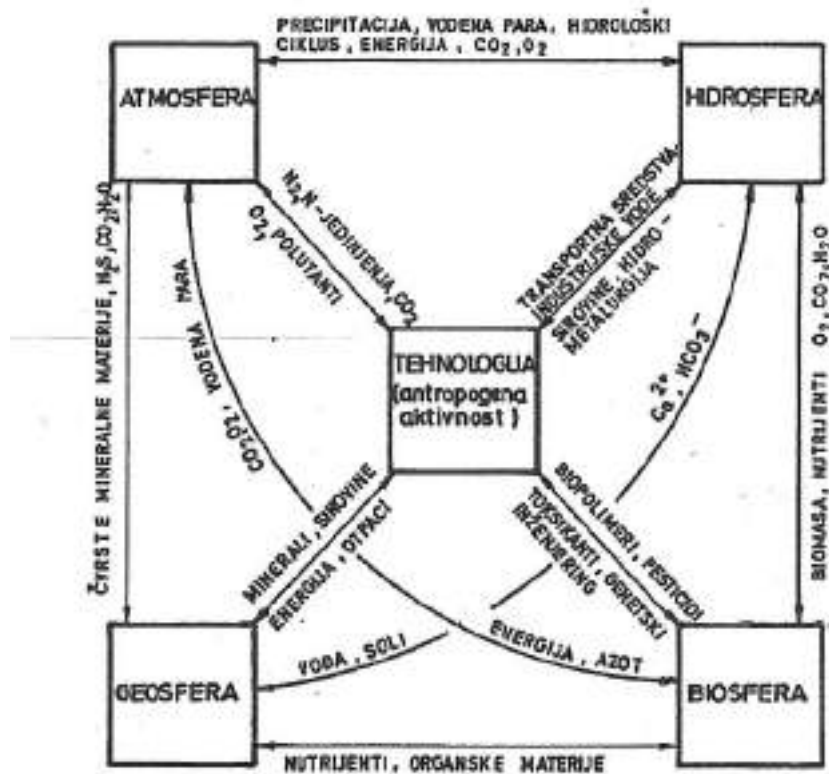 PRECIPITACIJA, VODENA PARA, HIDROLOŠKI
CIKLUS, ENERGIJA, CO₂,O₂
ATMOSFERA
HIDROSFERA
N₂,N-JEDINJENJA,CO₂
O₂, POLUTANTI
TRANSPORTNA SREDSTVA,
INDUSTRIJSKE VODE
SIROVINE, HIDRO-
METALURGIJA
ČVRSTE MINERALNE MATERIJE, H₂S,CO₂,H₂O
CO₂,O₂, VODENA PARA
Ca²⁺, HCO₃⁻
BIOMASA, NUTRIJENTI O₂, CO₂,H₂O
TEHNOLOGIJA
(antropogena
aktivnost)
MINERALI, SIROVINE
ENERGIJA, OTPACI
BIOPOLIMERI, PESTICIDI
TOKSIKANTI, GENETSKI
INŽENJIRING
VODA, SOLI
ENERGIJA, AZOT
GEOSFERA
BIOSFERA
NUTRIJENTI, ORGANSKE MATERIJE